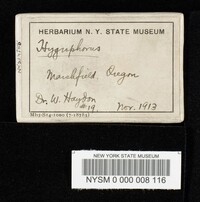 HERBARIUM N. Y. STATE MUSEUM
Hygrophorus
Marshfield, Oregon
Dr. W. Haydon
#19. Nov. 1913
NEW YORK STATE MUSEUM
NYSM 0 000 008 116